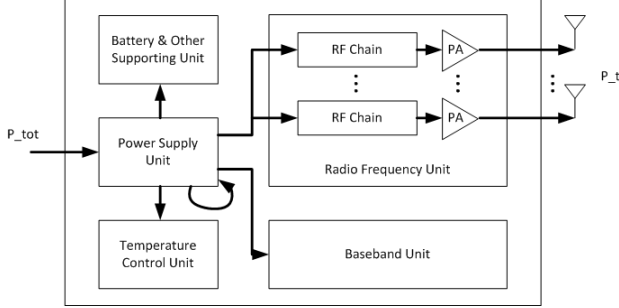 Battery & Other
Supporting Unit
RF Chain
PA
P_t
RF Chain
PA
P_tot
Power Supply
Unit
Radio Frequency Unit
Temperature
Control Unit
Baseband Unit